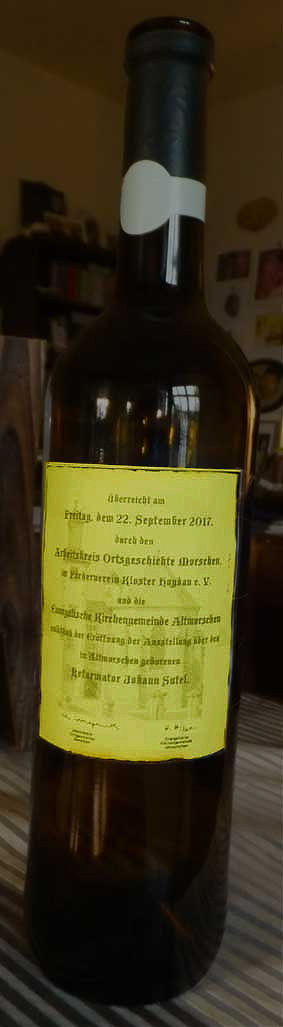 Überreicht am
Freitag, dem 22. September 2017,
durch den
Arbeitskreis Ortsgeschichte Morschen,
im Förderverein Kloster Haydau e. V.
und die
Evangelische Kirchengemeinde Altmorschen
anläßlich der Eröffnung der Ausstellung über den
in Altmorschen geborenen
Reformator Johann Sutel.